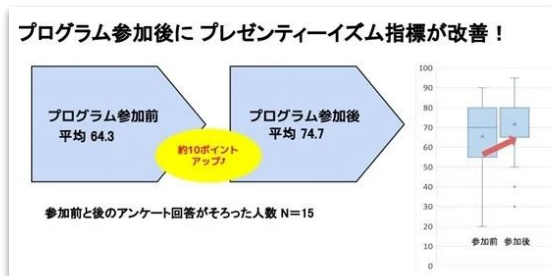 プログラム参加後に プレゼンティーイズム指標が改善！
プログラム参加前
平均 64.3
約10ポイント
アップ⤴
プログラム参加後
平均 74.7
参加前と後のアンケート回答がそろった人数 N＝15
100
90
80
70
60
50
40
30
20
10
0
参加前 参加後